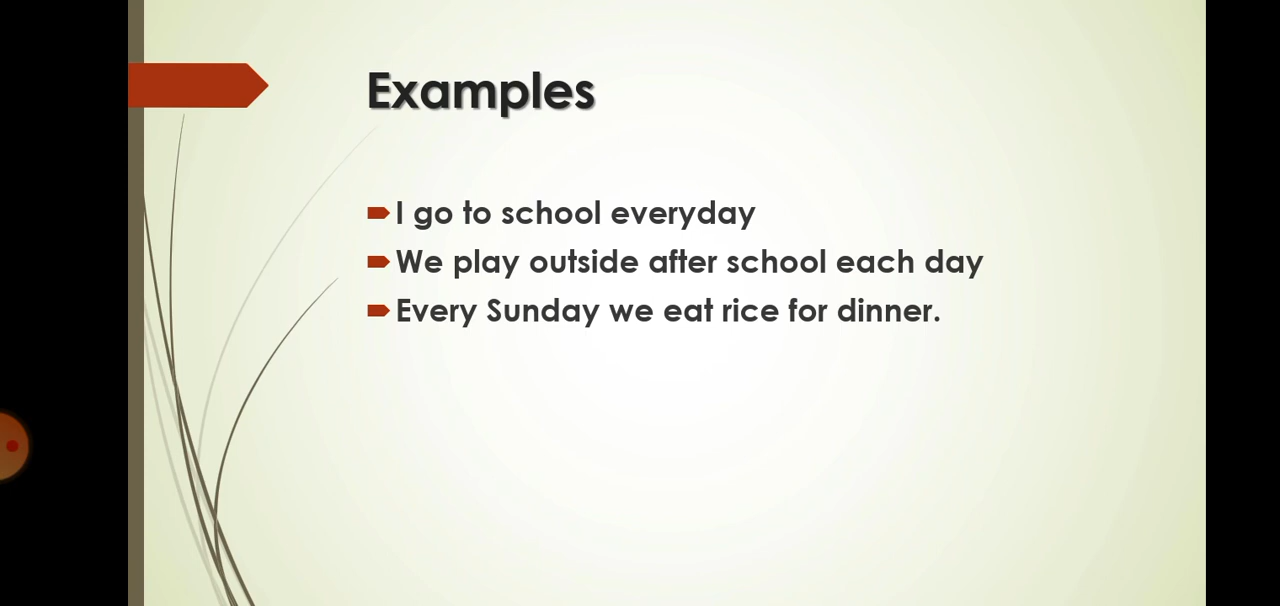 Examples
I go to school everyday
We play outside after school each day
Every Sunday we eat rice for dinner.